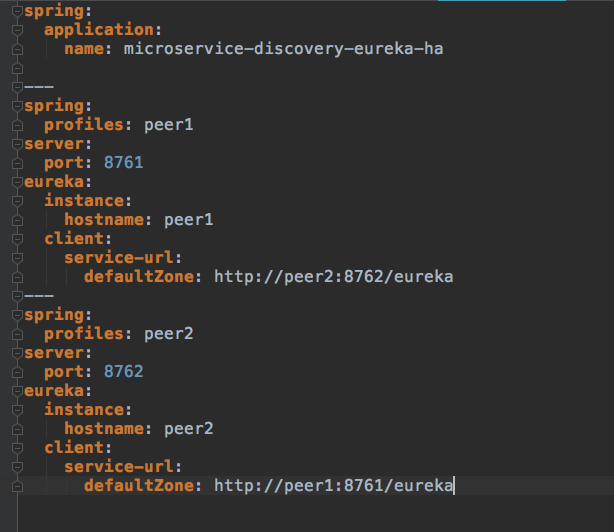 spring:
  application:
    name: microservice-discovery-eureka-ha
---
spring:
  profiles: peer1
server:
  port: 8761
eureka:
  instance:
    hostname: peer1
  client:
    service-url:
      defaultZone: http://peer2:8762/eureka
---
spring:
  profiles: peer2
server:
  port: 8762
eureka:
  instance:
    hostname: peer2
  client:
    service-url:
      defaultZone: http://peer1:8761/eureka